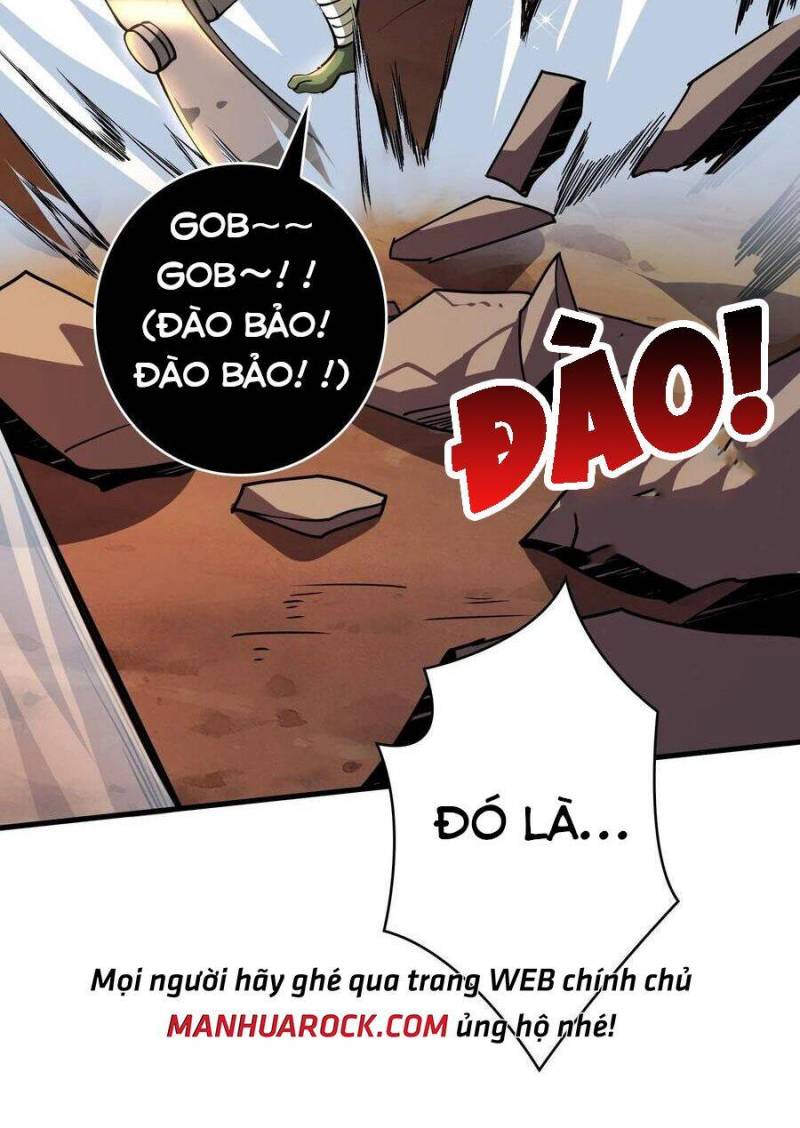 GOB~~
GOB~!!
(ĐÀO BẢO!
ĐÀO BẢO!!)
ĐÀO!
ĐÓ LÀ...
Mọi người hãy ghé qua trang WEB chính chủ
MANHUAROCK.COM ủng hộ nhé!